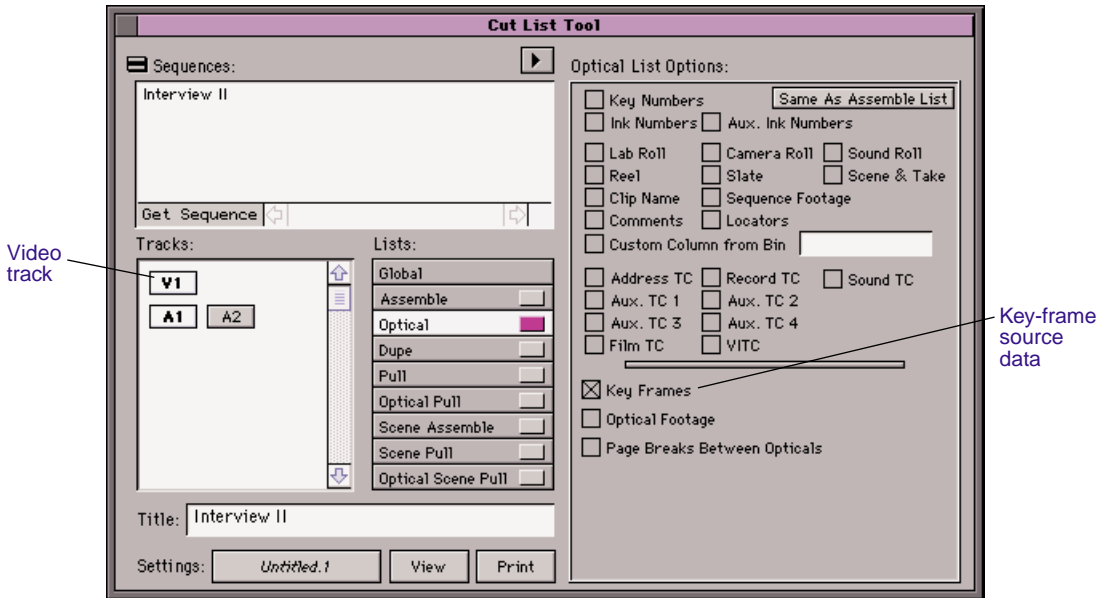 Cut List Tool
Sequences:
Interview II
Get Sequence
Tracks:
V1
A1 A2
Lists:
Global
Assemble
Optical
Dupe
Pull
Optical Pull
Scene Assemble
Scene Pull
Optical Scene Pull
Title: Interview II
Settings: Untitled.1 View Print
Optical List Options:
Key Numbers Same As Assemble List
Ink Numbers Aux. Ink Numbers
Lab Roll Camera Roll Sound Roll
Reel Slate Scene & Take
Clip Name Sequence Footage
Comments Locators
Custom Column from Bin
Address TC Record TC Sound TC
Aux. TC 1 Aux. TC 2
Aux. TC 3 Aux. TC 4
Film TC VITC
Key Frames
Optical Footage
Page Breaks Between Opticals
Video
track
Key-frame
source
data